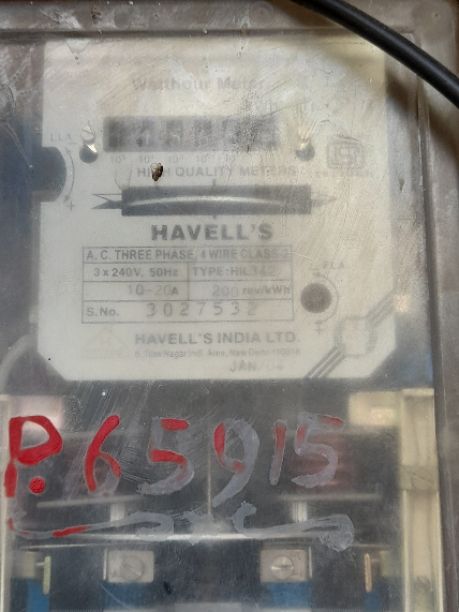 Watthour Meter
HIGH QUALITY METERS
HAVELL'S
A.C. THREE PHASE, 4 WIRE CLASS-2
3 x 240V, 50Hz TYPE: HIL342
10-20A 200 rev/kWh
S.No. 3027532
HAVELL'S INDIA LTD.
JAN/04
P.65915